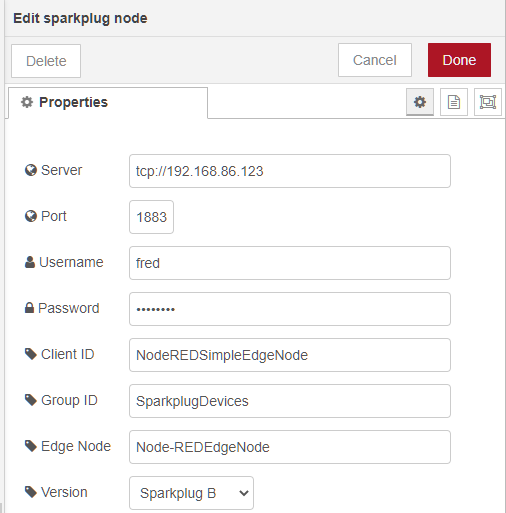 Edit sparkplug node
Delete
Cancel
Done
Properties
Server
tcp://192.168.86.123
Port
1883
Username
fred
Password
••••••••
Client ID
NodeREDSimpleEdgeNode
Group ID
SparkplugDevices
Edge Node
Node-REDEdgeNode
Version
Sparkplug B